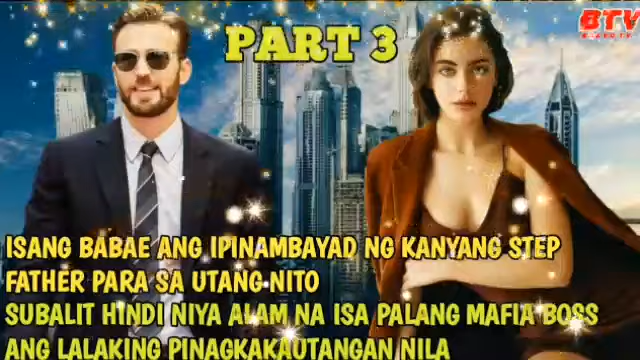 PART 3
BTV
ISANG BABAE ANG IPINAMBAYAD NG KANYANG STEP
FATHER PARA SA UTANG NITO
SUBALIT HINDI NIYA ALAM NA ISA PALANG MAFIA BOSS
ANG LALAKING PINAGKAKAUTANGAN NILA